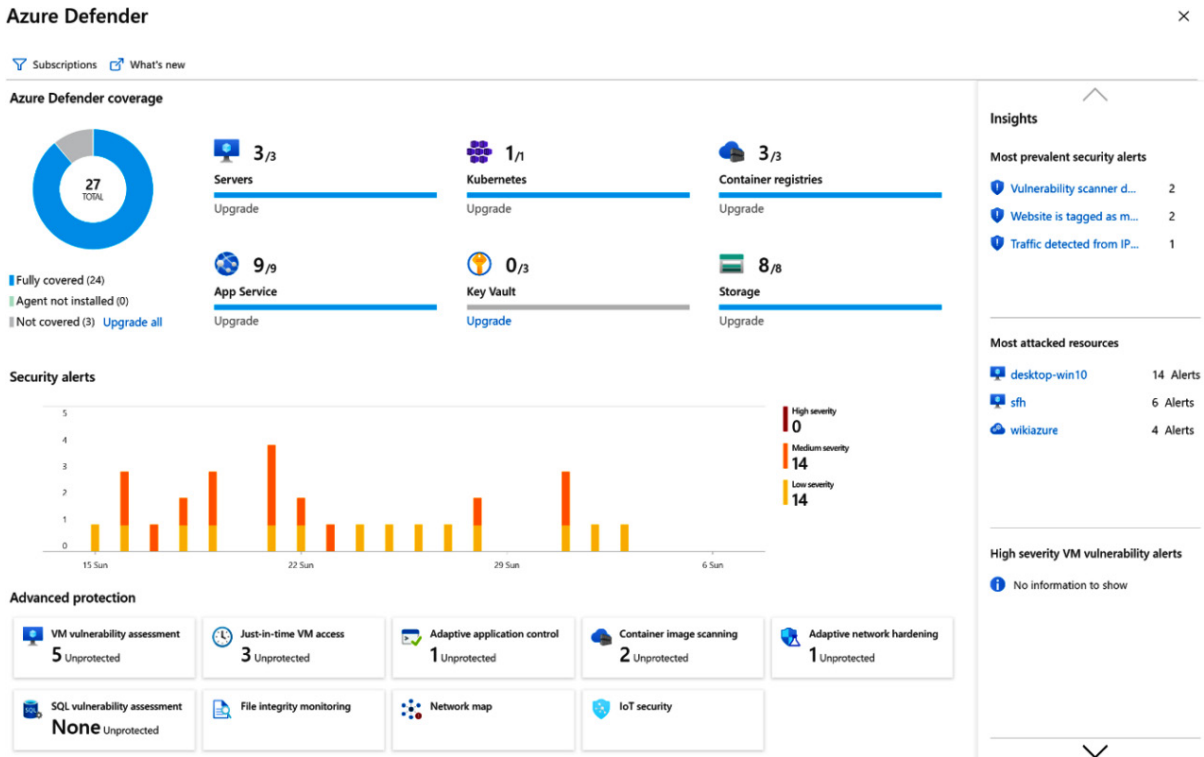 Azure Defender
Subscriptions What's new
Azure Defender coverage
27
TOTAL
Fully covered (24)
Agent not installed (0)
Not covered (3) Upgrade all
3/3
Servers
Upgrade
1/1
Kubernetes
Upgrade
3/3
Container registries
Upgrade
9/9
App Service
Upgrade
0/3
Key Vault
Upgrade
8/8
Storage
Upgrade
Security alerts
5
4
3
2
1
0
15 Sun
22 Sun
29 Sun
6 Sun
High severity
0
Medium severity
14
Low severity
14
Advanced protection
VM vulnerability assessment
5 Unprotected
Just-in-time VM access
3 Unprotected
Adaptive application control
1 Unprotected
Container image scanning
2 Unprotected
Adaptive network hardening
1 Unprotected
SQL
SQL vulnerability assessment
None Unprotected
File integrity monitoring
Network map
IoT security
Insights
Most prevalent security alerts
Vulnerability scanner d... 2
Website is tagged as m... 2
Traffic detected from IP... 1
Most attacked resources
desktop-win10 14 Alerts
sfh 6 Alerts
wikiazure 4 Alerts
High severity VM vulnerability alerts
No information to show